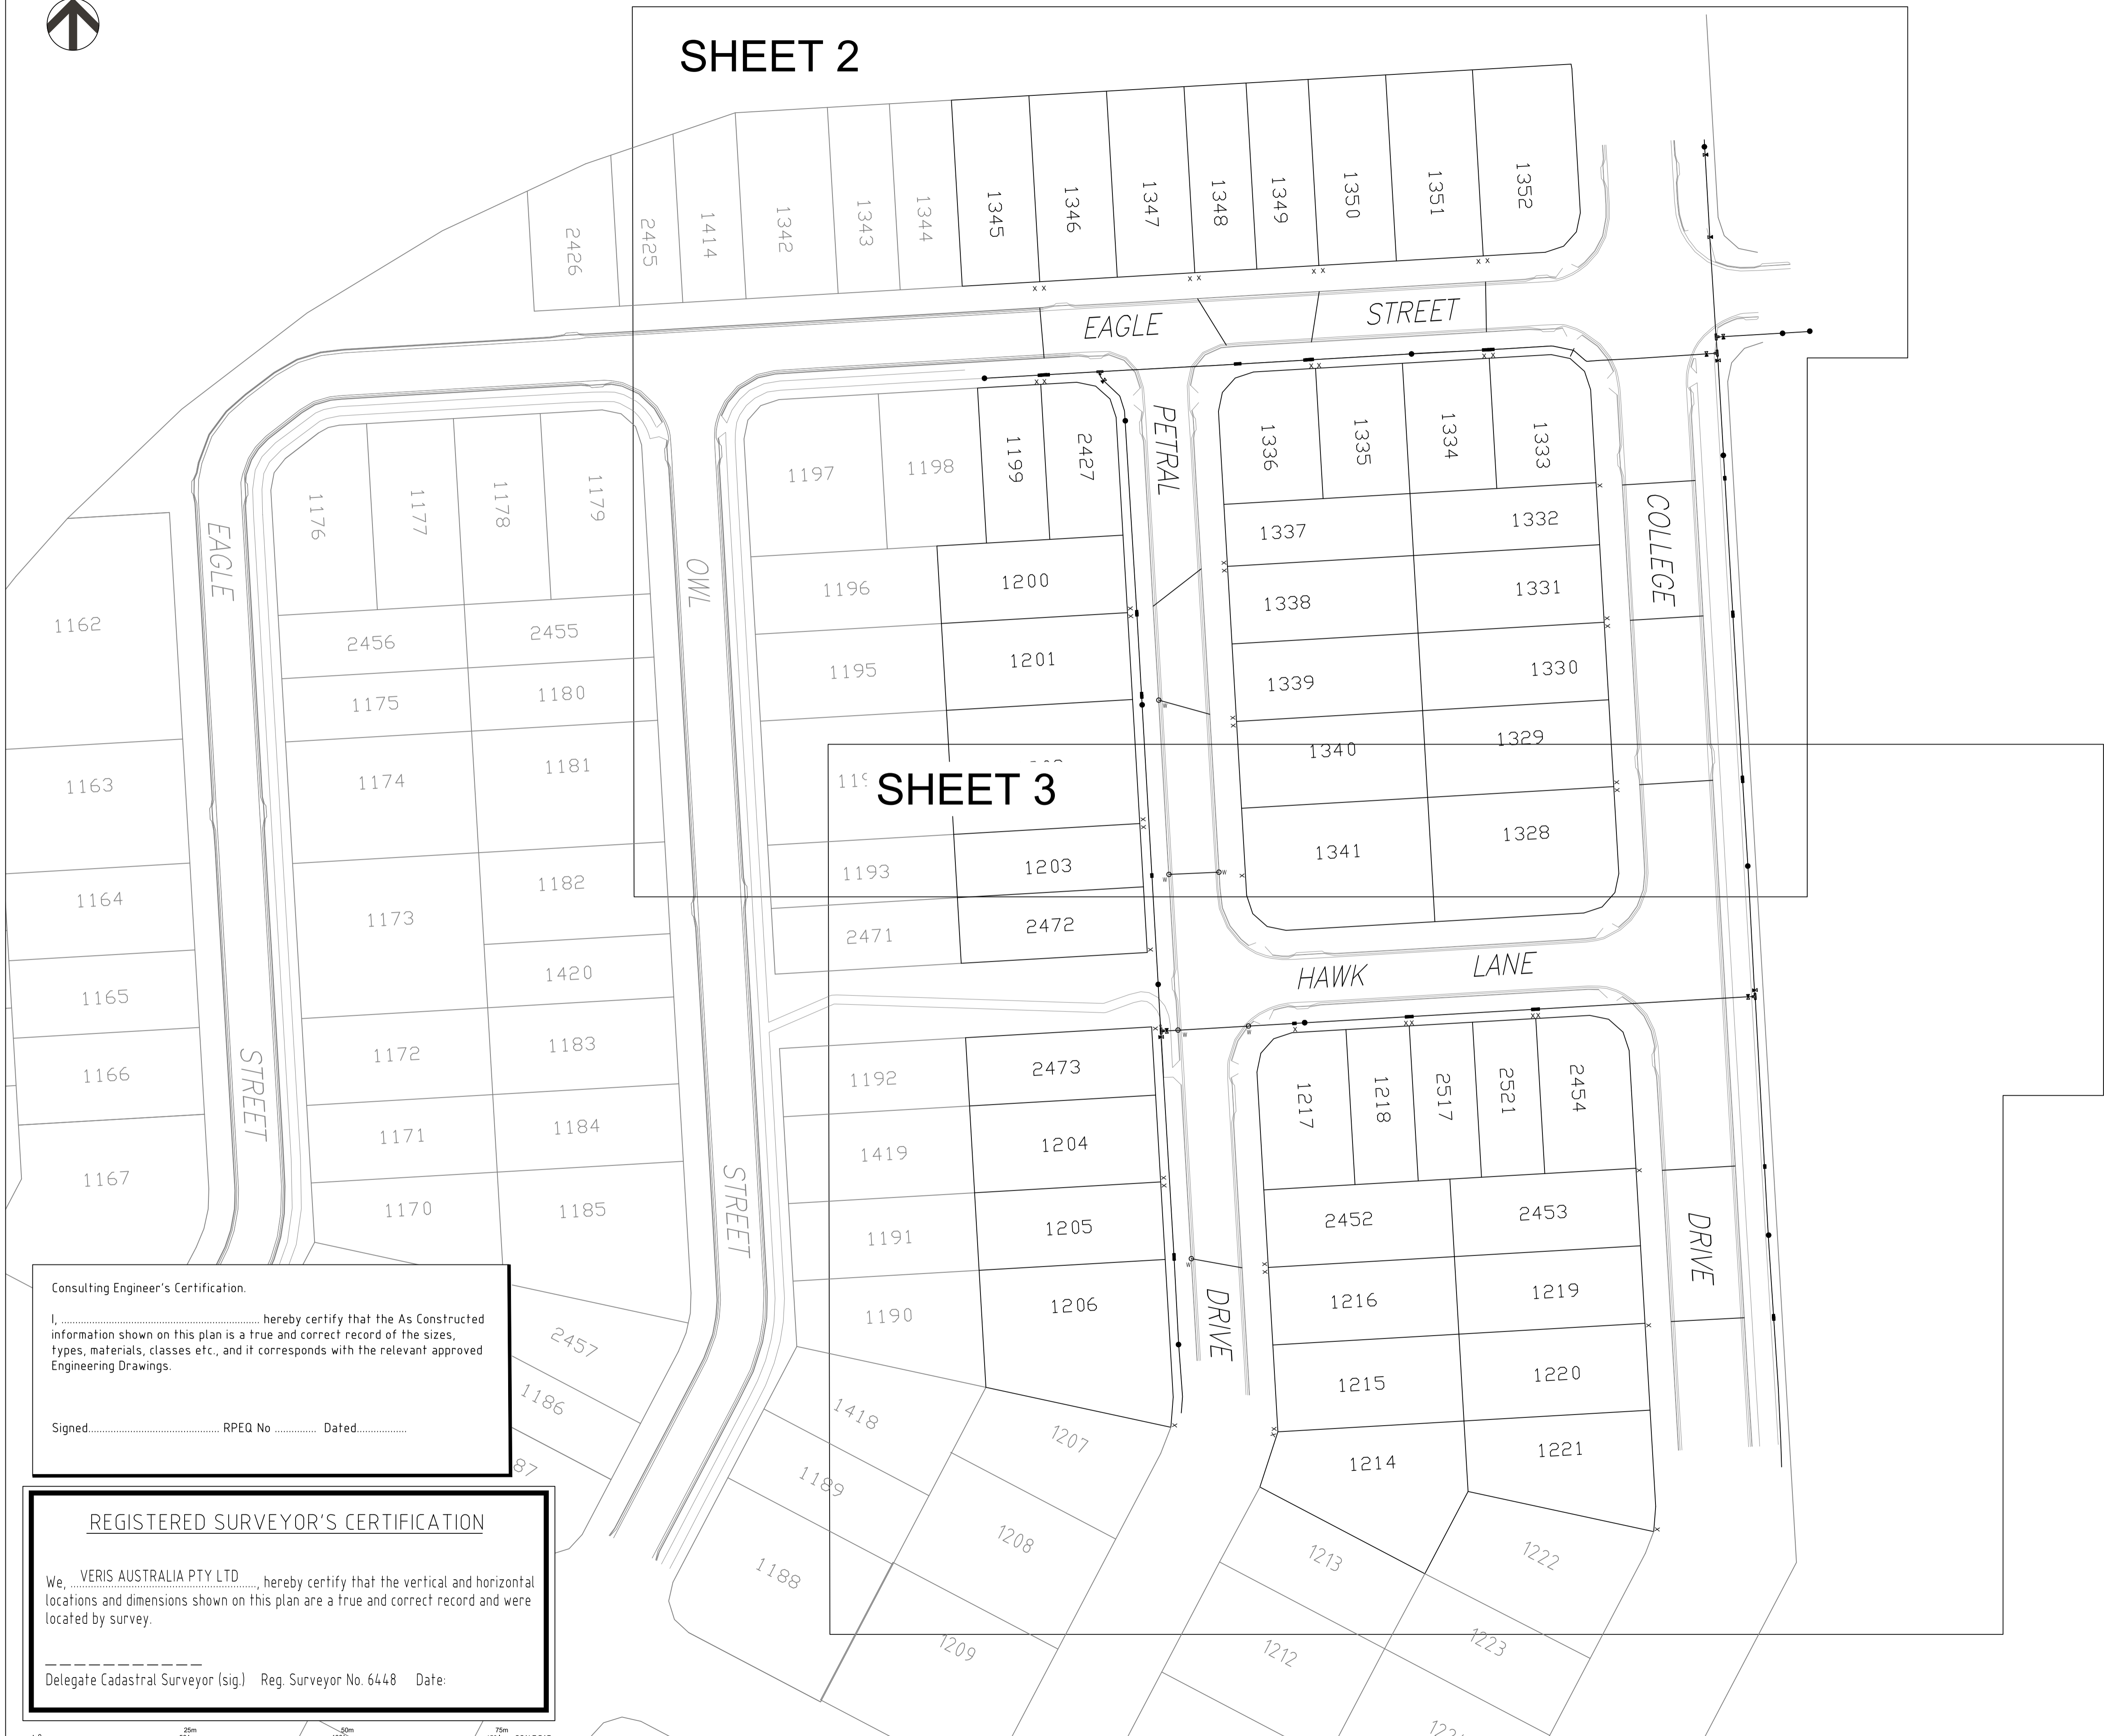 SHEET 2
1352
1351
1350
1349
1348
1347
1346
1345
1344
1343
1342
1414
2425
2426
EAGLE
STREET
PETRAL
1336
1335
1334
1333
1199
2427
1198
1197
1179
1178
1177
1176
EAGLE
OWL
COLLEGE
1337
1332
1200
1196
1338
1331
1162
2456
2455
1201
1195
1339
1330
1175
1180
w
1340
1329
1163
1174
1181
SHEET 3
1341
1328
1164
1173
1182
1193
1203
w
w
2471
2472
1165
1420
HAWK
LANE
1166
STREET
1172
1183
1192
2473
w
w
1217
1218
2517
2521
2454
1167
1171
1184
1419
1204
1170
1185
STREET
1191
1205
2452
2453
DRIVE
w
1190
1206
DRIVE
1216
1219
2457
1215
1220
1186
1418
1207
1214
1221
87
1189
1208
1213
1222
1188
1209
1212
1223
Consulting Engineer's Certification.
I, .......... hereby certify that the As Constructed
information shown on this plan is a true and correct record of the sizes,
types, materials, classes etc., and it corresponds with the relevant approved
Engineering Drawings.
Signed.......... RPEQ No .......... Dated..........
REGISTERED SURVEYOR'S CERTIFICATION
We, ..VERIS AUSTRALIA PTY LTD.., hereby certify that the vertical and horizontal
locations and dimensions shown on this plan are a true and correct record and were
located by survey.
Delegate Cadastral Surveyor (sig.) Reg. Surveyor No. 6448 Date:
25m
50m
75m